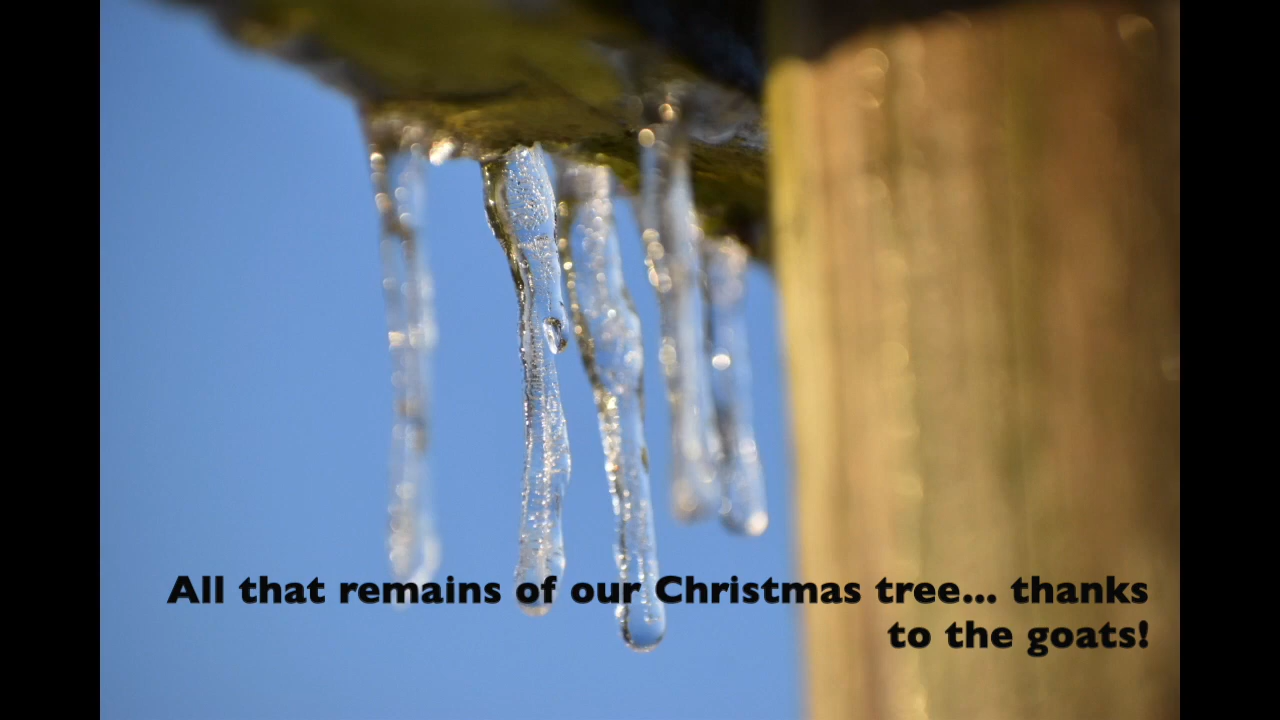 All that remains of our Christmas tree... thanks
to the goats!